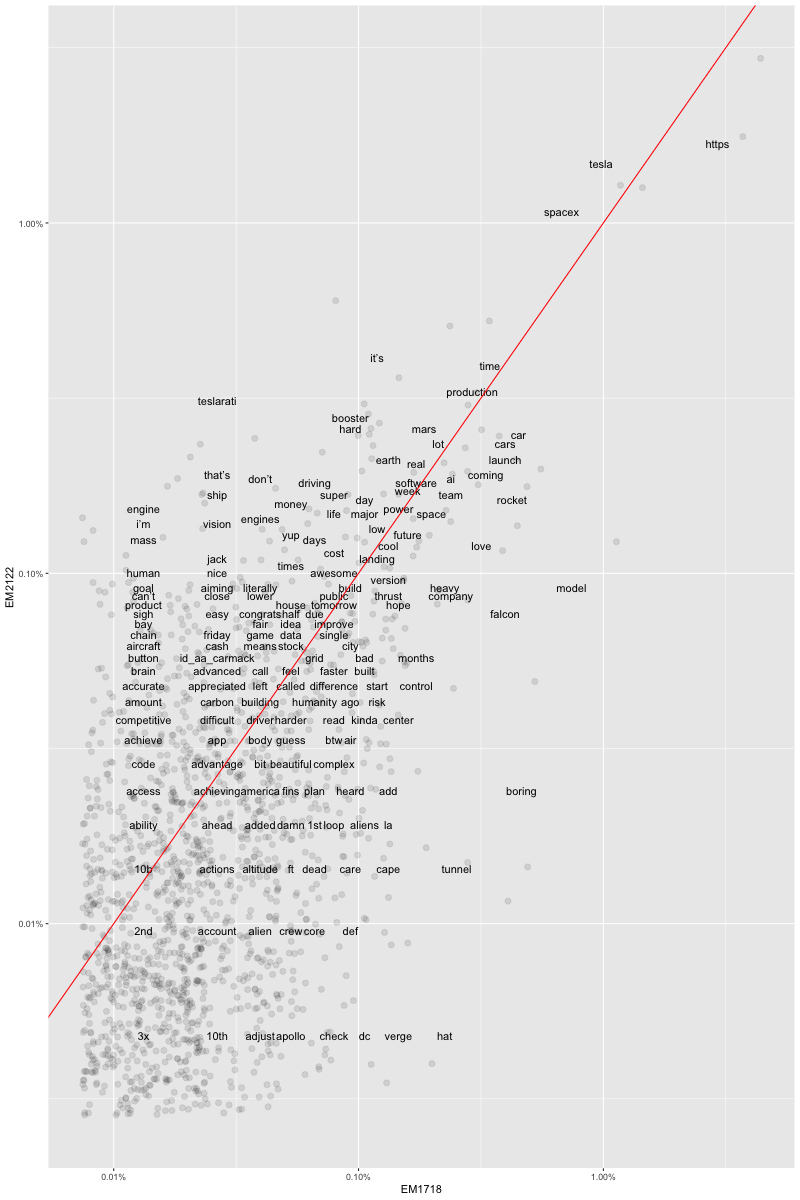 https
tesla
spacex
1.00%
it's
time
production
teslarati
booster
hard mars
car
lot cars
earth real launch
that's don't software ai coming
driving week
ship super day team rocket
engine money life major power space
i'm vision engines low
mass yup days future
cool love
jack cost landing
0.10%
human nice times awesome version
goal aiming literally build heavy model
can't close lower public thrust company
product house tomorrow hope
sigh easy congrats half due falcon
bay fair idea improve
chain friday game data single
aircraft cash means stock city
button id_aa_carmack grid bad months
brain advanced call feel faster built
accurate appreciated left called difference start control
amount carbon building humanity ago risk
competitive difficult driver harder read kinda center
achieve app body guess btw air
code advantage bit beautiful complex
access achieving america fins plan heard add boring
ability ahead added damn 1st loop aliens la
10b actions altitude ft dead care cape tunnel
0.01%
2nd account alien crew core def
3x 10th adjust apollo check dc verge hat
EM2122
0.01% 0.10% 1.00%
EM1718